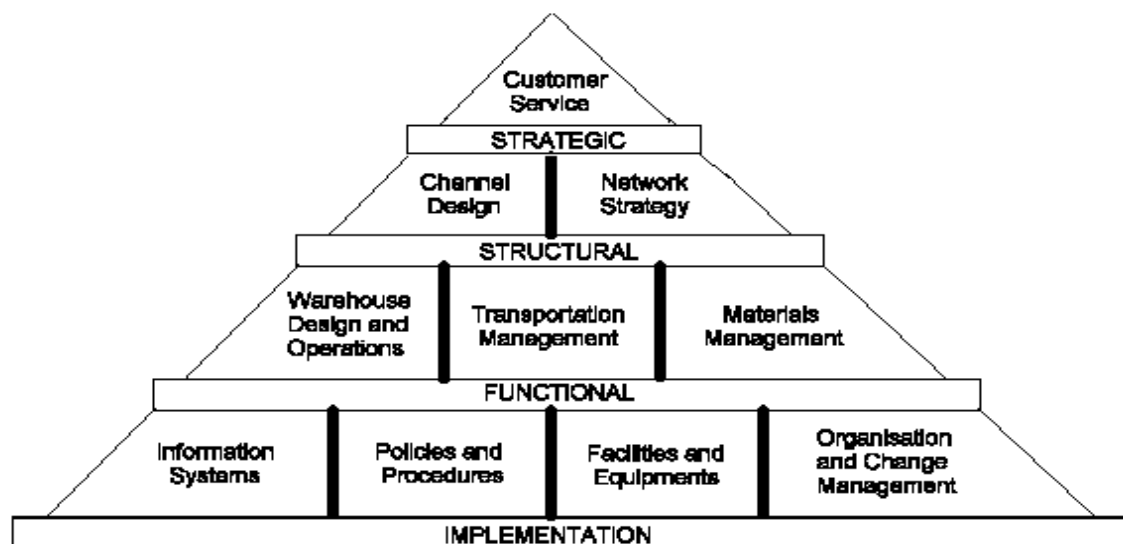 Customer
Service
STRATEGIC
Channel
Design
Network
Strategy
STRUCTURAL
Warehouse
Design and
Operations
Transportation
Management
Materials
Management
FUNCTIONAL
Information
Systems
Policies and
Procedures
Facilities and
Equipments
Organisation
and Change
Management
IMPLEMENTATION